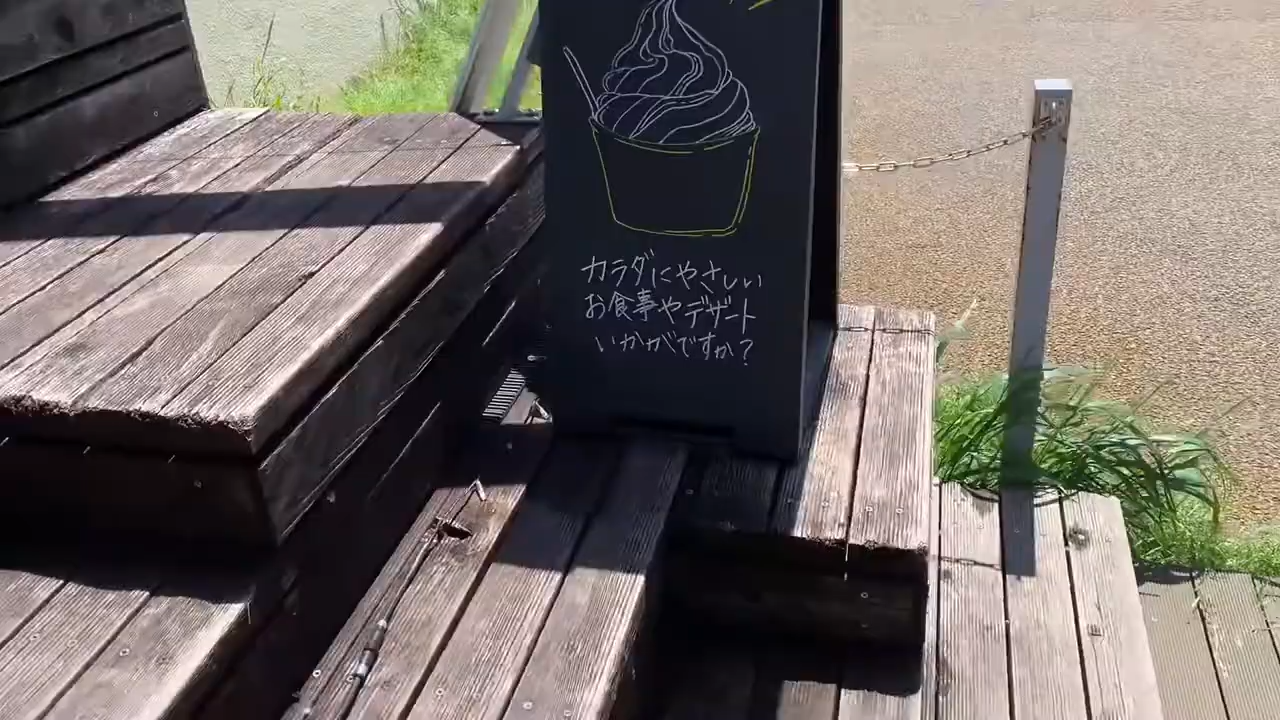 カラダにやさしい
お食事やデザート
いかがですか？